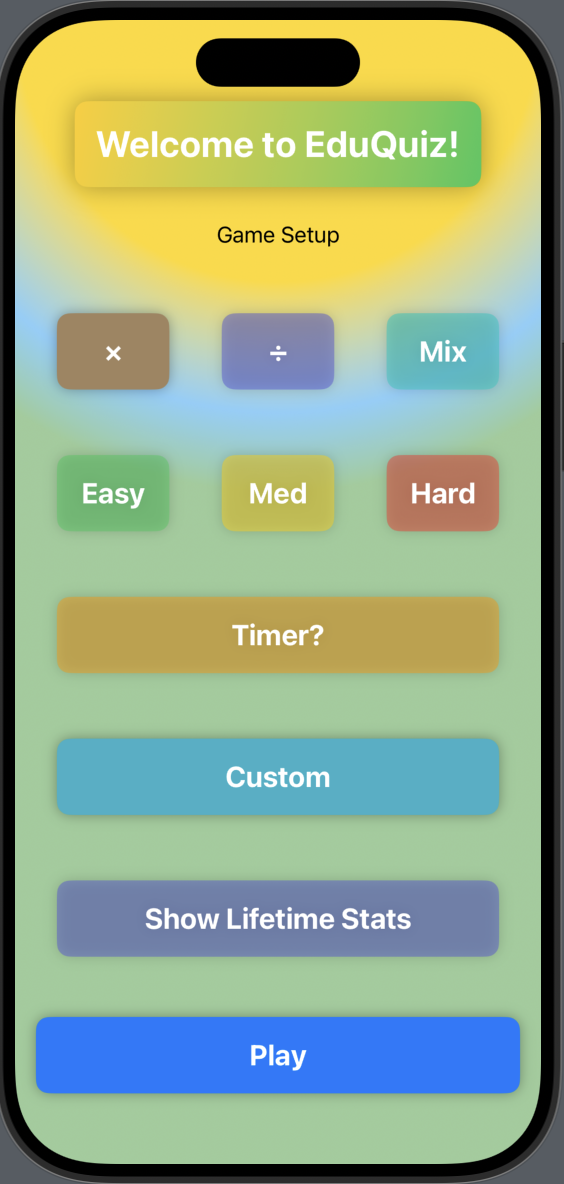 Welcome to EduQuiz!
Game Setup
× ÷ Mix
Easy Med Hard
Timer?
Custom
Show Lifetime Stats
Play